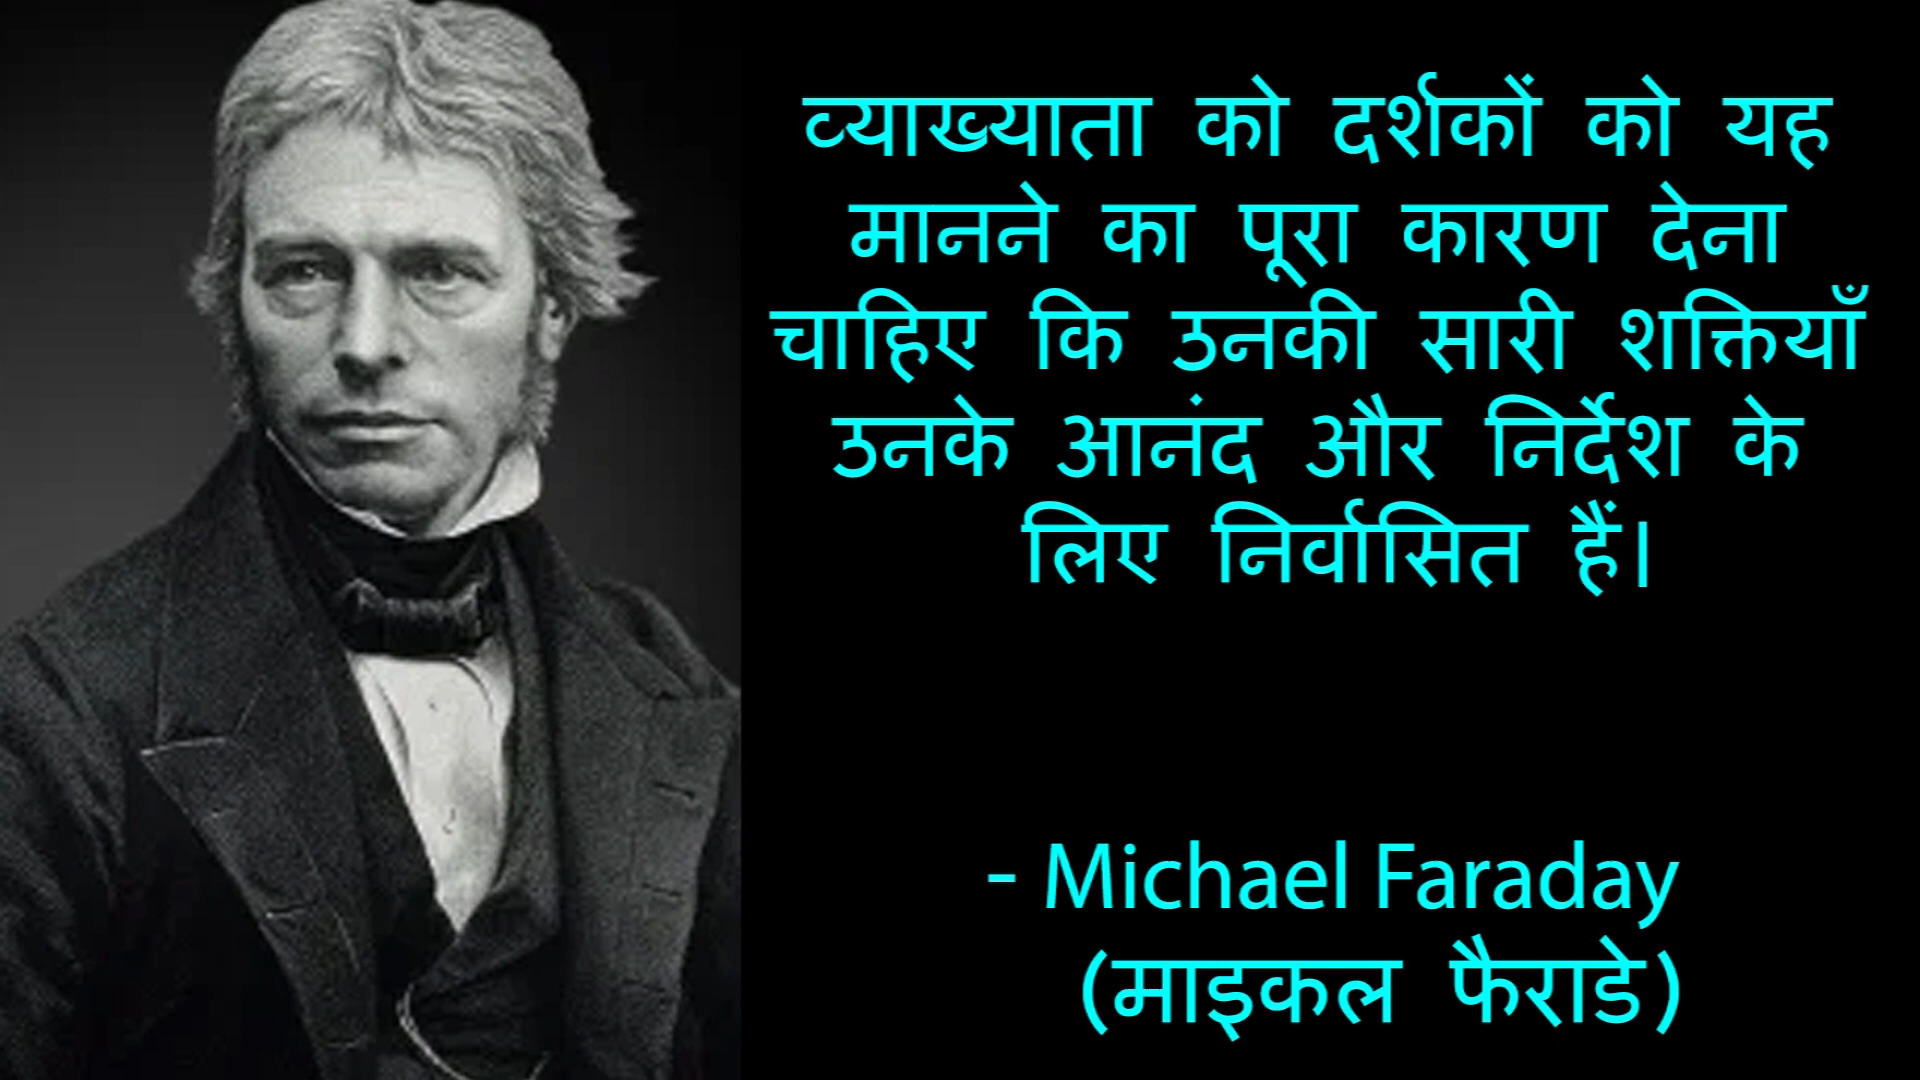 व्याख्याता को दर्शकों को यह
मानने का पूरा कारण देना
चाहिए कि उनकी सारी शक्तियाँ
उनके आनंद और निर्देश के
लिए निर्वासित हैं।
- Michael Faraday
(माइकल फैराडे)